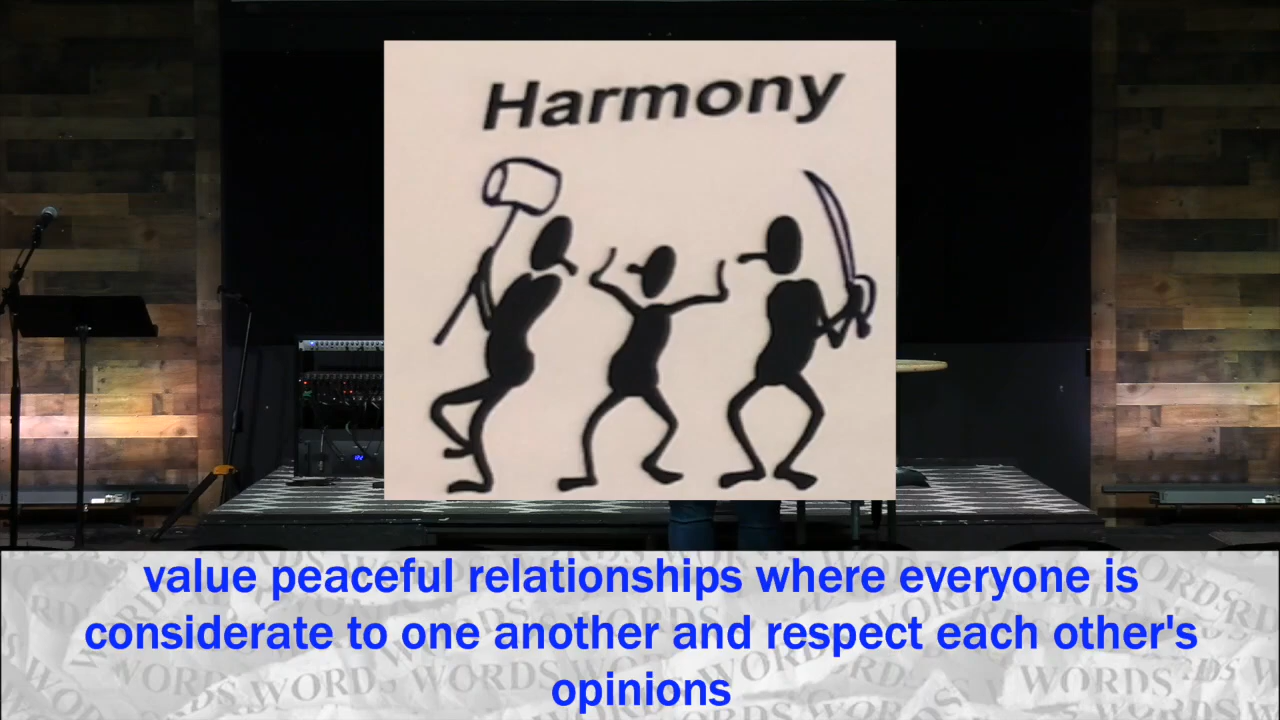 Harmony
value peaceful relationships where everyone is
considerate to one another and respect each other's
opinions